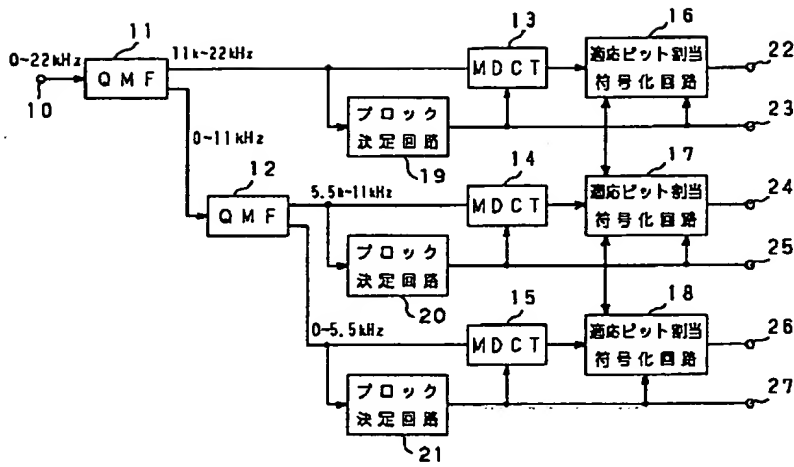 11
0~22kHz
QMF
11k~22kHz
10
13
MDCT
16
適応ビット割当
符号化回路
22
ブロック
決定回路
19
23
0~11kHz
12
QMF
5.5k~11kHz
14
MDCT
17
適応ビット割当
符号化回路
24
ブロック
決定回路
20
25
0~5.5kHz
15
MDCT
18
適応ビット割当
符号化回路
26
ブロック
決定回路
21
27